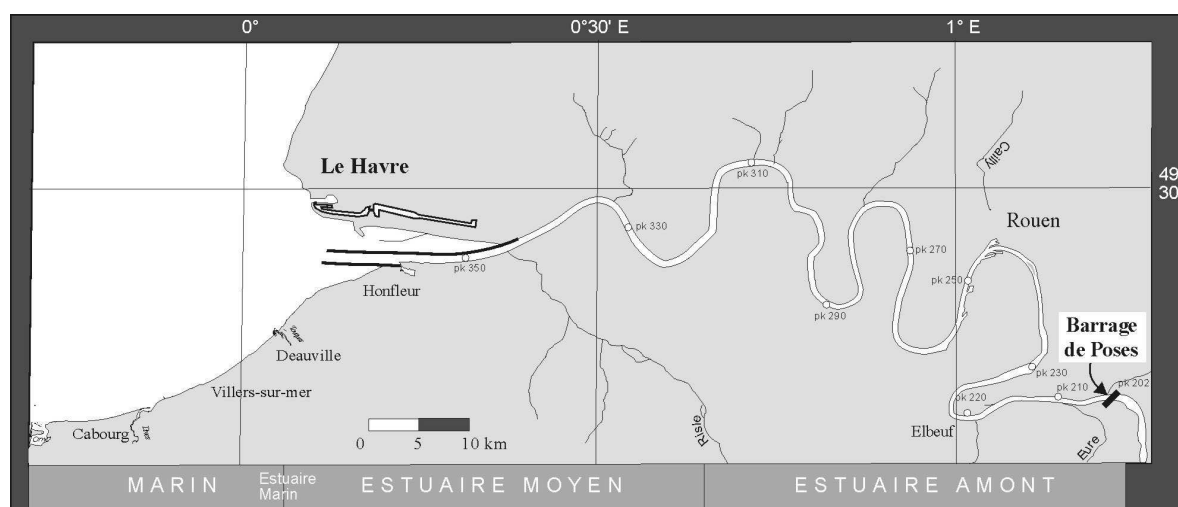 0°
0°30' E
1° E
49
30
Le Havre
pk 310
Cailly
pk 330
Rouen
pk 270
pk 350
pk 250
Honfleur
pk 290
Deauville
Barrage
de Poses
Villers-sur-mer
pk 230
pk 202
pk 210
pk 220
0 5 10 km
Cabourg
Elbeuf
Risle
Eure
MARIN
Estuaire
Marin
ESTUAIRE MOYEN
ESTUAIRE AMONT